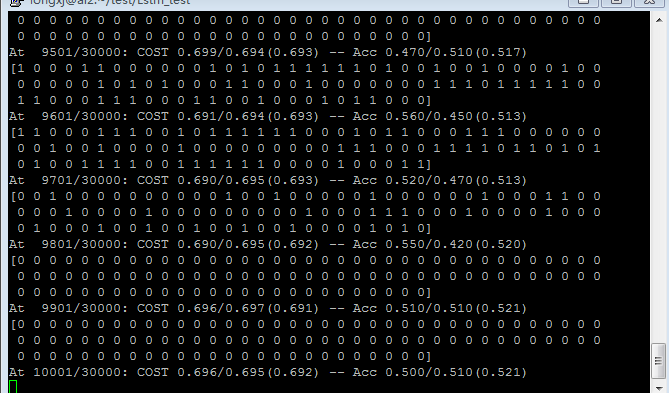 longxj@ai2:~/test/Lstm_test
0 0 0 0 0 0 0 0 0 0 0 0 0 0 0 0 0 0 0 0 0 0 0 0 0 0 0 0 0 0 0 0 0 0 0 0 0
0 0 0 0 0 0 0 0 0 0 0 0 0 0 0 0 0 0 0 0 0 0 0 0 0 0]
At  9501/30000: COST 0.699/0.694(0.693) -- Acc 0.470/0.510(0.517)
[1 0 0 0 1 1 0 0 0 0 0 0 1 0 1 0 1 1 1 1 1 1 0 1 0 0 1 0 0 1 0 0 0 0 1 0 0
0 0 0 0 0 1 0 1 0 1 0 0 1 1 0 0 0 0 0 0 0 0 0 0 0 1 1 1 0 1 1 1 1 1 0 0
1 1 0 0 0 1 1 1 0 0 0 1 1 0 0 1 0 0 0 1 0 1 1 0 0 0]
At  9601/30000: COST 0.691/0.694(0.693) -- Acc 0.560/0.450(0.513)
[1 1 0 0 0 1 1 1 0 0 1 0 1 1 1 1 1 1 0 0 0 1 0 1 1 0 0 0 1 1 1 0 0 0 0 0 0
0 0 1 0 0 1 0 0 0 1 0 0 0 0 0 0 0 0 0 0 1 1 1 0 0 0 1 1 1 1 0 1 1 0 1 0 1
0 1 0 0 1 1 1 1 0 0 1 1 1 1 1 1 0 0 0 0 1 0 0 0 1 1]
At  9701/30000: COST 0.690/0.695(0.693) -- Acc 0.520/0.470(0.513)
[0 0 1 0 0 0 0 0 0 0 0 0 0 1 0 0 1 0 0 0 0 0 1 0 0 0 0 0 0 1 0 0 0 1 1 0 0
0 0 0 1 0 0 0 0 1 0 0 0 0 0 0 0 0 0 1 0 0 0 1 1 1 0 0 0 1 0 0 0 0 1 0 0 0
0 1 0 0 0 1 0 0 0 1 0 0 1 0 0 1 0 0 0 0 1 0 0 0 1 0 1 0]
At  9801/30000: COST 0.690/0.695(0.692) -- Acc 0.550/0.420(0.520)
[0 0 0 0 0 0 0 0 0 0 0 0 0 0 0 0 0 0 0 0 0 0 0 0 0 0 0 0 0 0 0 0 0 0 0 0 0
0 0 0 0 0 0 0 0 0 0 0 0 0 0 0 0 0 0 0 0 0 0 0 0 0 0 0 0 0 0 0 0 0 0 0 0 0
0 0 0 0 0 0 0 0 0 0 0 0 0 0 0 0 0 0 0 0 0 0 0 0 0 0]
At  9901/30000: COST 0.696/0.697(0.691) -- Acc 0.510/0.510(0.521)
[0 0 0 0 0 0 0 0 0 0 0 0 0 0 0 0 0 0 0 0 0 0 0 0 0 0 0 0 0 0 0 0 0 0 0 0 0
0 0 0 0 0 0 0 0 0 0 0 0 0 0 0 0 0 0 0 0 0 0 0 0 0 0 0 0 0 0 0 0 0 0 0 0 0
0 0 0 0 0 0 0 0 0 0 0 0 0 0 0 0 0 0 0 0 0 0 0 0 0 0]
At 10001/30000: COST 0.696/0.695(0.692) -- Acc 0.500/0.510(0.521)